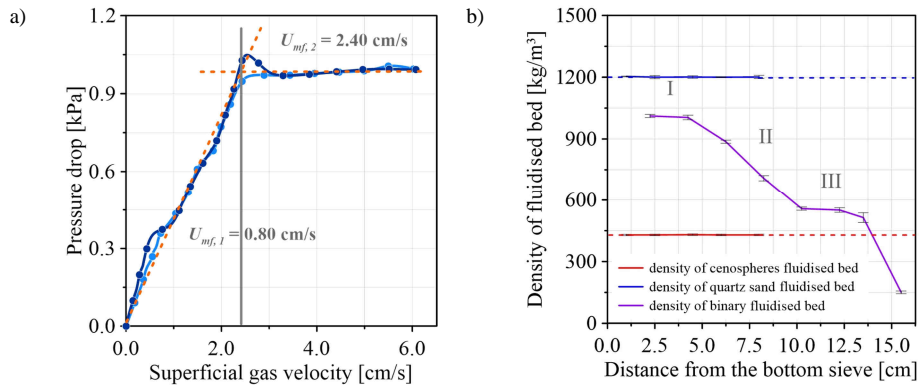 a)
1.2
0.9
0.6
0.3
0.0
Pressure drop [kPa]
U_mf, 2 = 2.40 cm/s
U_mf, 1 = 0.80 cm/s
0.0 2.0 4.0 6.0
Superficial gas velocity [cm/s]
b)
1500
1200
900
600
300
0
Density of fluidised bed [kg/m³]
I
II
III
density of cenospheres fluidised bed
density of quartz sand fluidised bed
density of binary fluidised bed
0.0 2.5 5.0 7.5 10.0 12.5 15.0
Distance from the bottom sieve [cm]